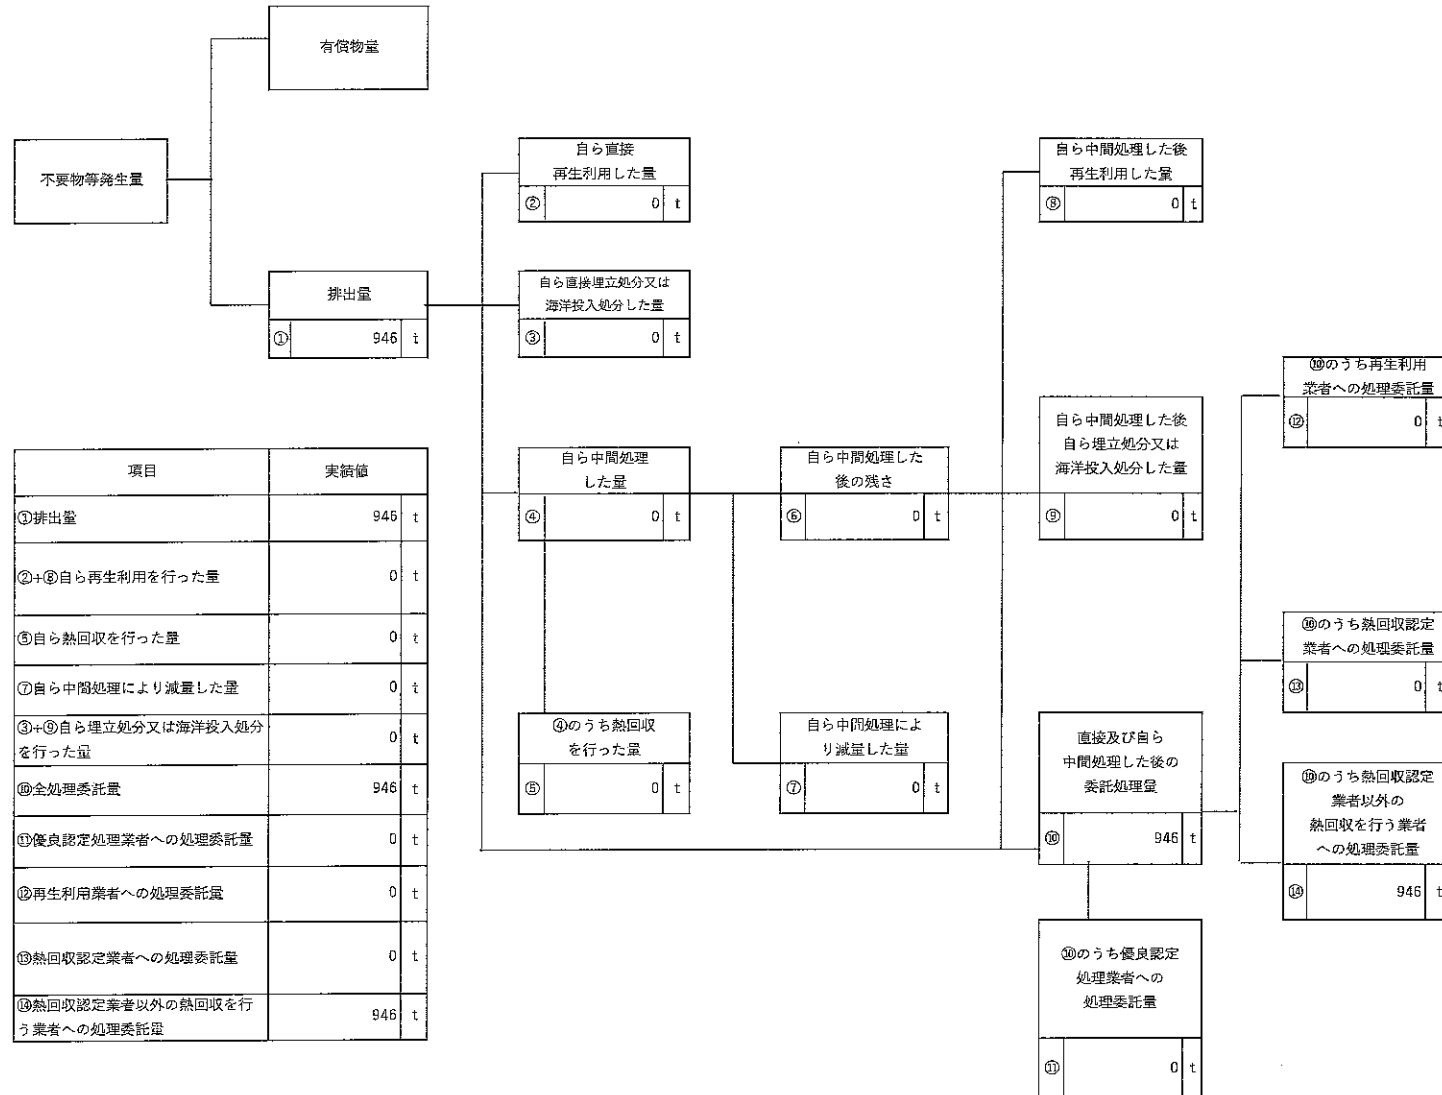 有償物量
不要物等発生量
自ら直接
再生利用した量
② 0 t
自ら中間処理した後
再生利用した量
⑧ 0 t
排出量
① 946 t
自ら直接埋立処分又は
海洋投入処分した量
③ 0 t
⑩のうち再生利用
業者への処理委託量
⑫ 0 t
自ら中間処理
した量
④ 0 t
自ら中間処理した
後の残さ
⑥ 0 t
自ら中間処理した後
自ら埋立処分又は
海洋投入処分した量
⑨ 0 t
⑩のうち熱回収認定
業者への処理委託量
⑬ 0 t
④のうち熱回収
を行った量
⑤ 0 t
自ら中間処理によ
り減量した量
⑦ 0 t
直接及び自ら
中間処理した後の
委託処理量
⑩ 946 t
⑩のうち熱回収認定
業者以外の
熱回収を行う業者
への処理委託量
⑭ 946 t
⑩のうち優良認定
処理業者への
処理委託量
⑪ 0 t
項目 実績値
①排出量 946 t
②+⑧自ら再生利用を行った量 0 t
⑤自ら熱回収を行った量 0 t
⑦自ら中間処理により減量した量 0 t
③+⑨自ら埋立処分又は海洋投入処分
を行った量 0 t
⑩全処理委託量 946 t
⑪優良認定処理業者への処理委託量 0 t
⑫再生利用業者への処理委託量 0 t
⑬熱回収認定業者への処理委託量 0 t
⑭熱回収認定業者以外の熱回収を行
う業者への処理委託量 946 t